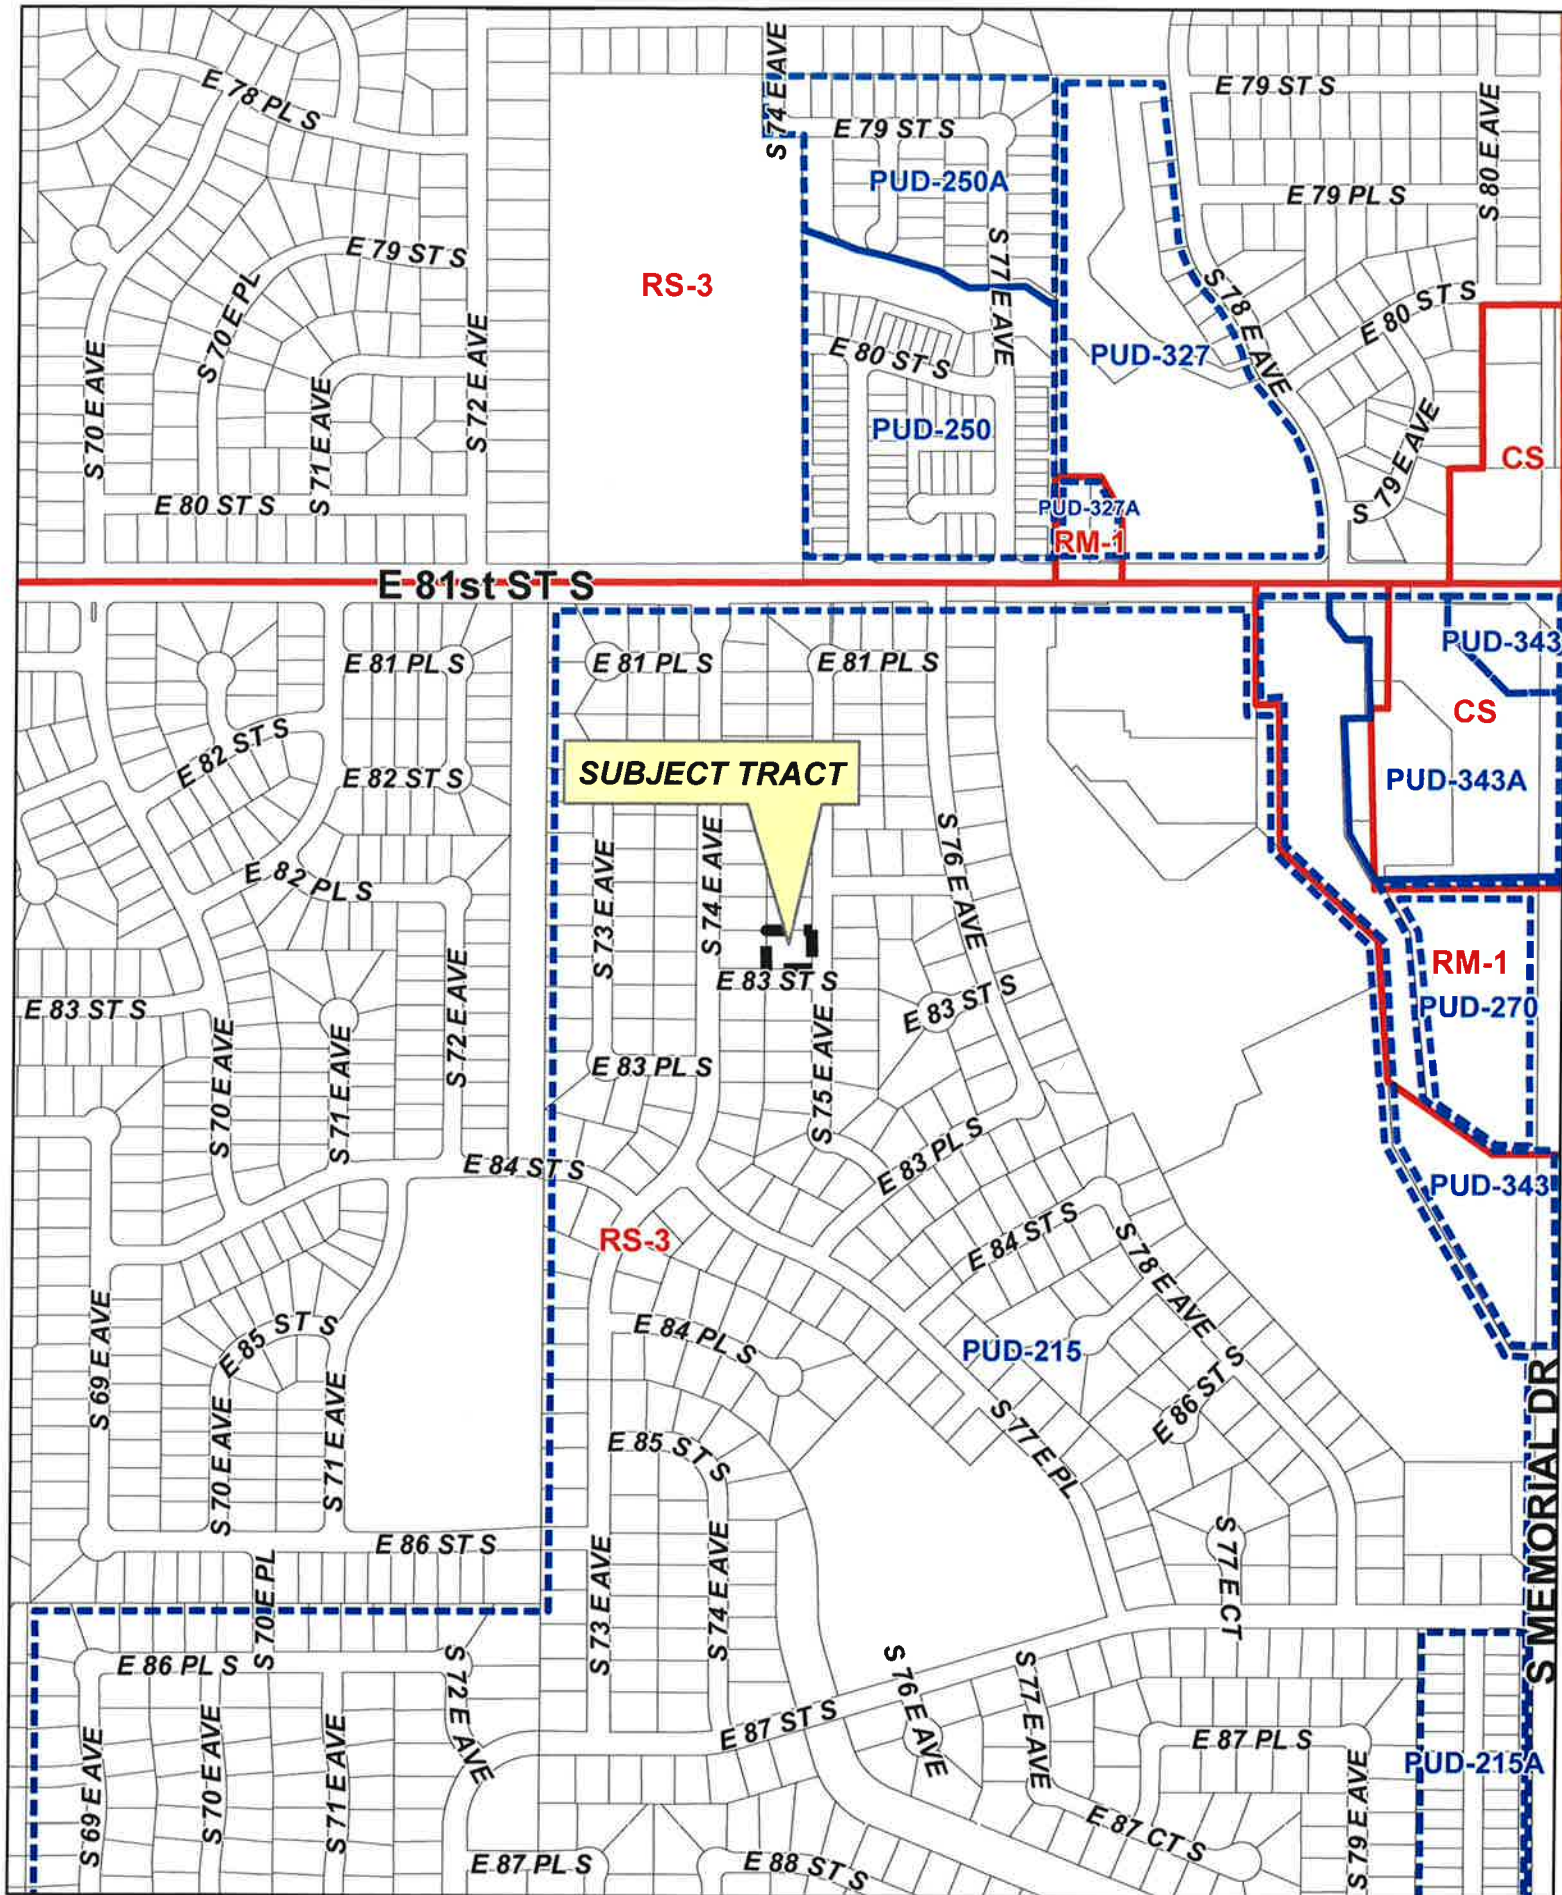 S 74 E AVE
E 78 PL S
E 79 ST S
S 80 E AVE
E 79 ST S
PUD-250A
E 79 PL S
E 79 ST S
S 77 E AVE
RS-3
S 70 E PL
S 78 E AVE
E 80 ST S
S 72 E AVE
E 80 ST S
PUD-327
S 70 E AVE
S 71 E AVE
PUD-250
S 79 E AVE
CS
E 80 ST S
PUD-327A
RM-1
E 81st ST S
E 81 PL S
E 81 PL S
E 81 PL S
PUD-343
CS
E 82 ST S
E 82 ST S
SUBJECT TRACT
PUD-343A
E 82 PL S
S 73 E AVE
S 74 E AVE
S 76 E AVE
RM-1
E 83 ST S
E 83 ST S
E 83 ST S
PUD-270
S 72 E AVE
S 70 E AVE
S 71 E AVE
E 83 PL S
S 75 E AVE
E 83 PL S
E 84 ST S
PUD-343
RS-3
E 84 ST S
S 78 E AVE
S 69 E AVE
E 85 ST S
E 84 PL S
PUD-215
E 86 ST S
S 70 E AVE
S 71 E AVE
E 85 ST S
S 77 E PL
S MEMORIAL DR
E 86 ST S
S 73 E AVE
S 74 E AVE
S 77 E CT
S 70 E PL
E 86 PL S
S 72 E AVE
S 76 E AVE
S 77 E AVE
E 87 ST S
E 87 PL S
PUD-215A
S 69 E AVE
S 70 E AVE
S 71 E AVE
S 79 E AVE
E 87 CT S
E 87 PL S
E 88 ST S